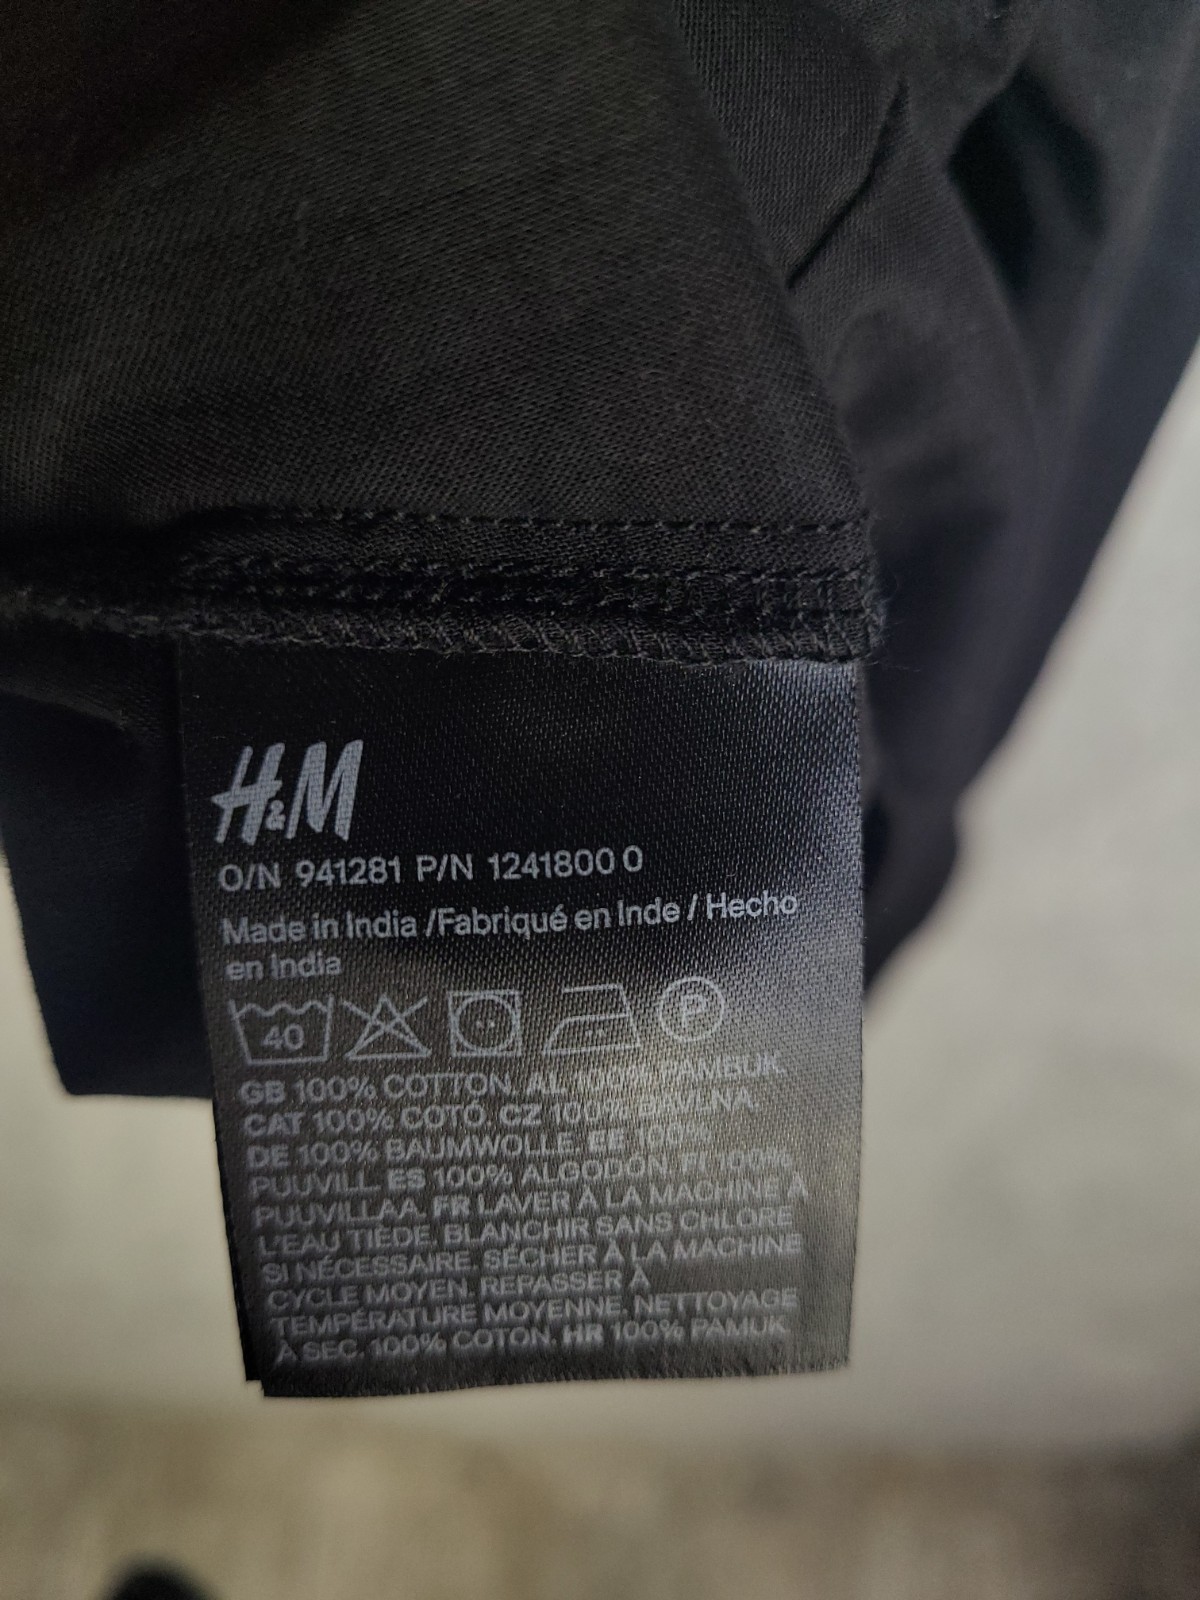 H&M
O/N 941281 P/N 1241800 0
Made in India /Fabriqué en Inde / Hecho
en India
40 P
GB 100% COTTON. AL 100% PAMBUK.
CAT 100% COTÓ. CZ 100% BAVLNA.
DE 100% BAUMWOLLE. EE 100%
PUUVILL. ES 100% ALGODÓN. FI 100%
PUUVILLAA. FR LAVER À LA MACHINE À
L'EAU TIÈDE. BLANCHIR SANS CHLORE
SI NÉCESSAIRE. SÉCHER À LA MACHINE
CYCLE MOYEN. REPASSER À
TEMPÉRATURE MOYENNE. NETTOYAGE
À SEC. 100% COTON. HR 100% PAMUK.